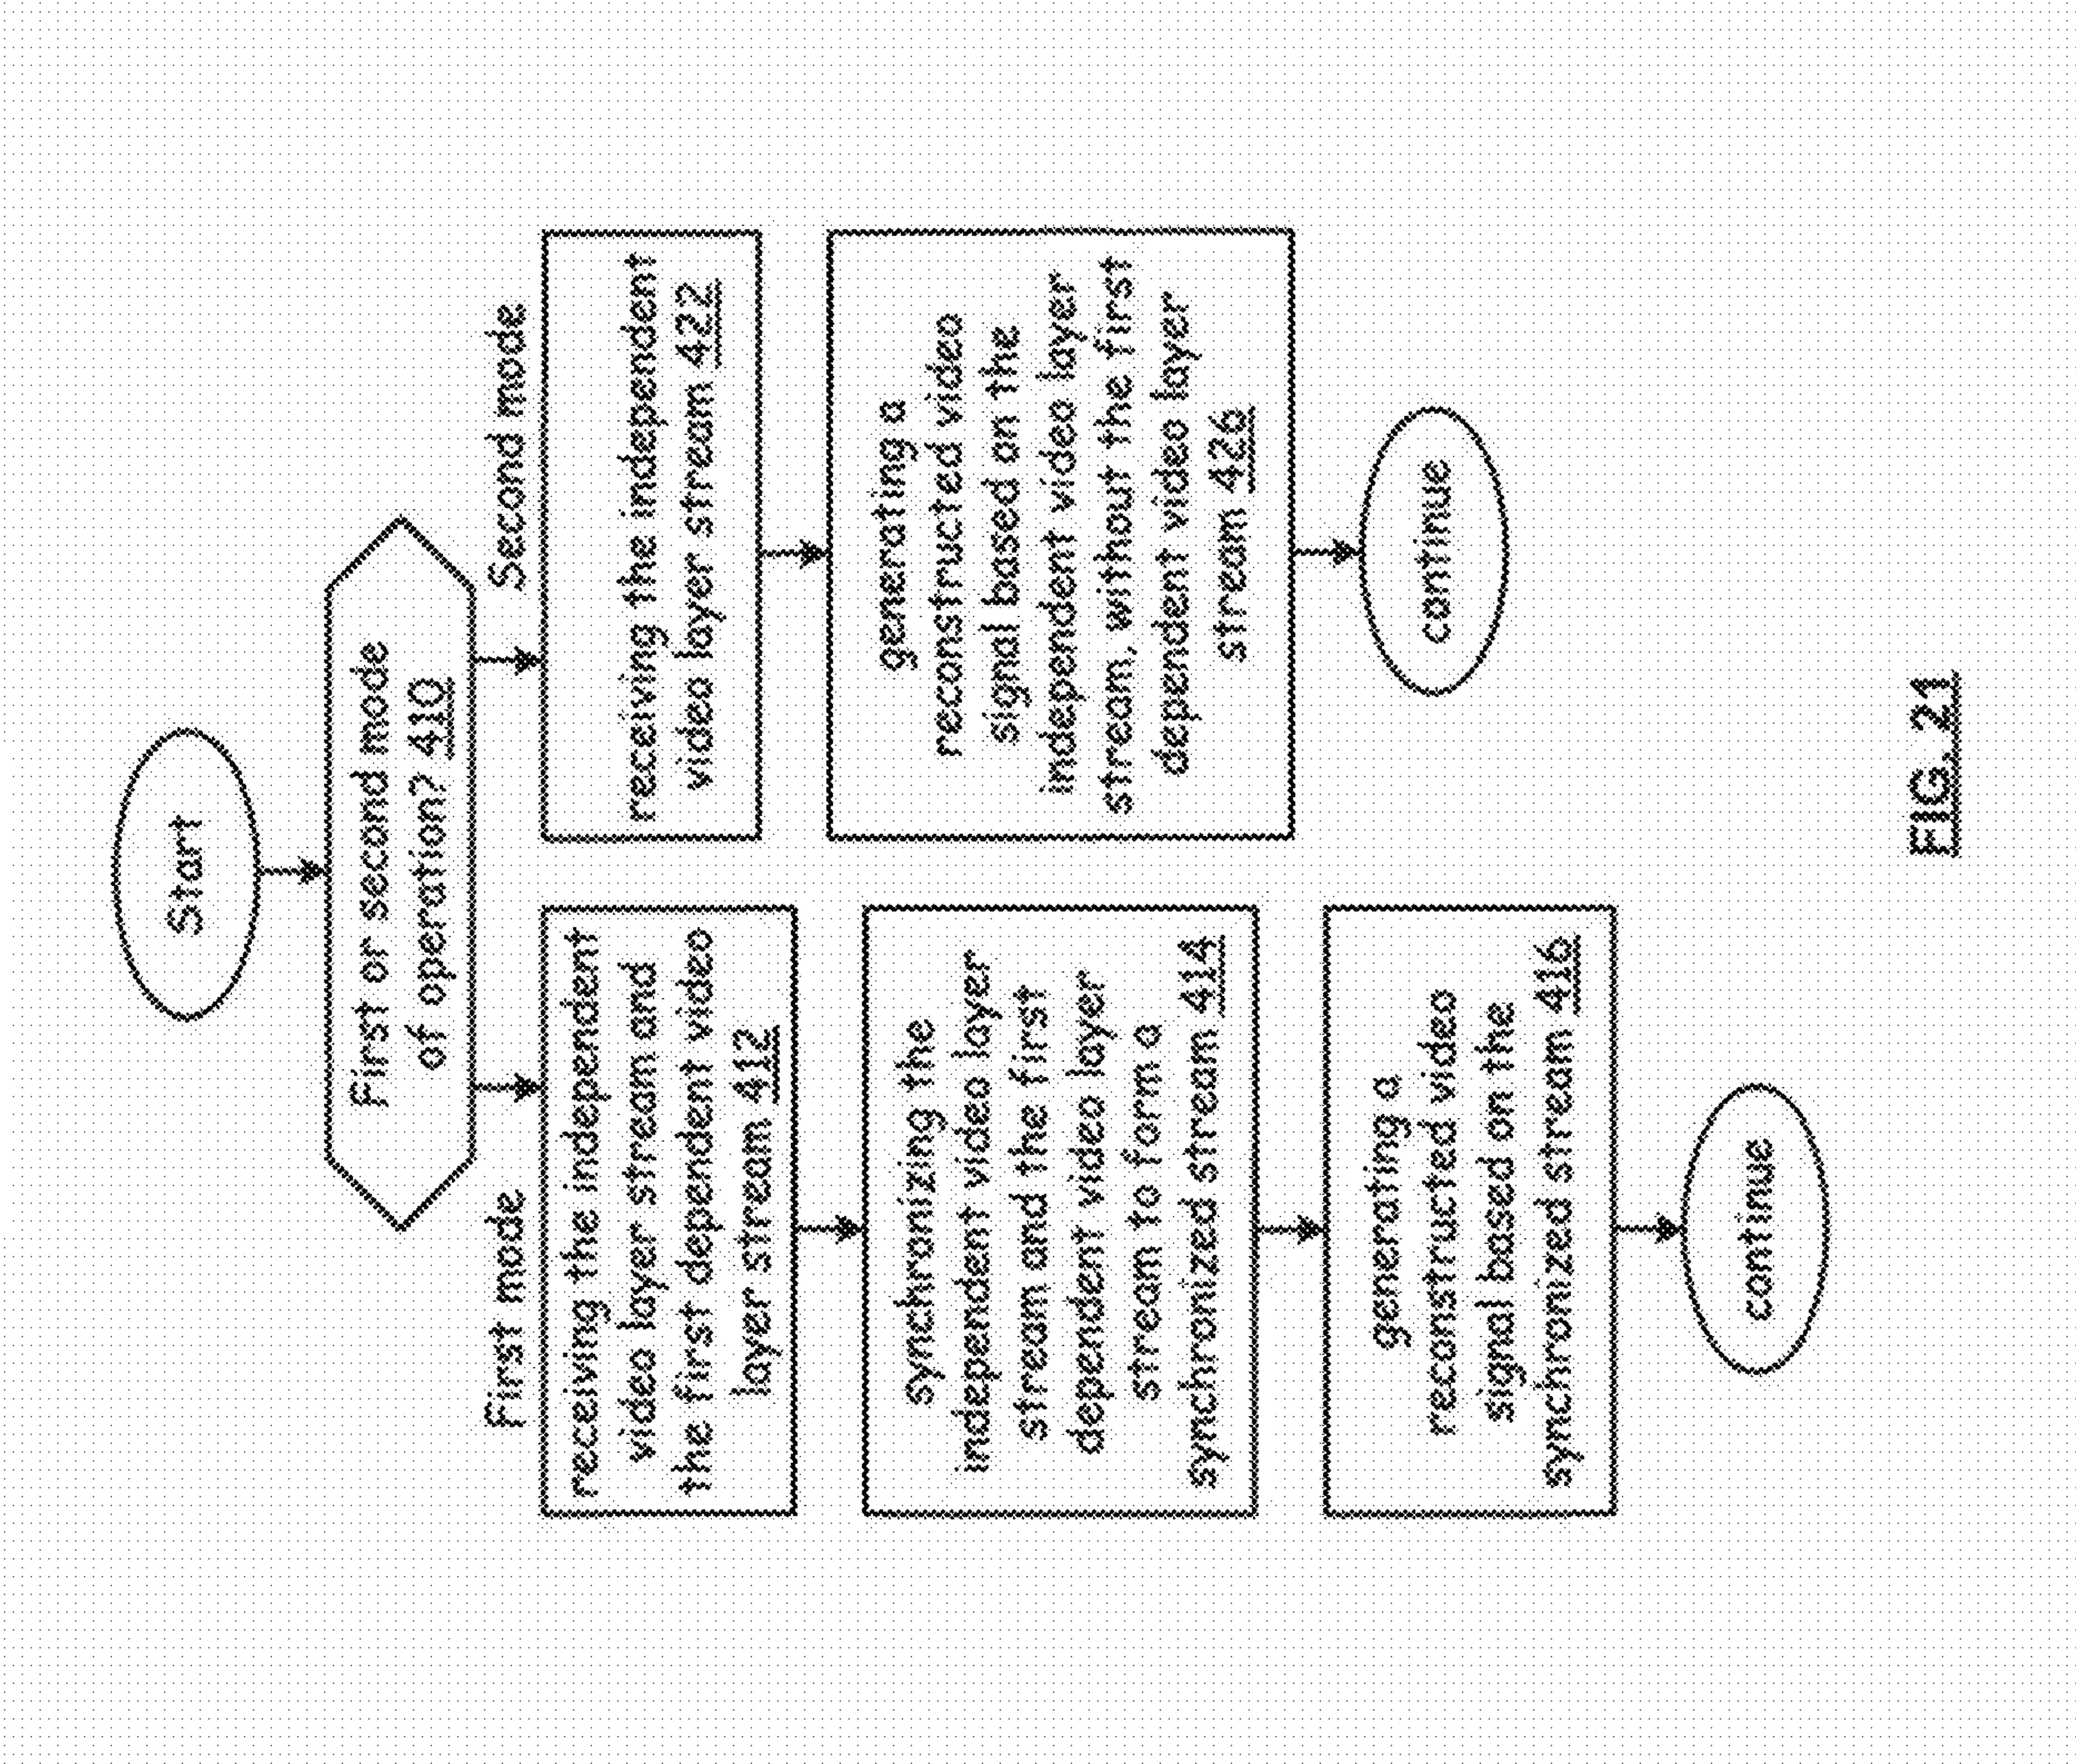 Start
First or second mode
of operation? 410
First mode
receiving the independent
video layer stream and
the first dependent video
layer stream 412
synchronizing the
independent video layer
stream and the first
dependent video layer
stream to form a
synchronized stream 414
generating a
reconstructed video
signal based on the
synchronized stream 416
continue
Second mode
receiving the independent
video layer stream 422
generating a
reconstructed video
signal based on the
independent video layer
stream, without the first
dependent video layer
stream 426
continue
FIG. 21